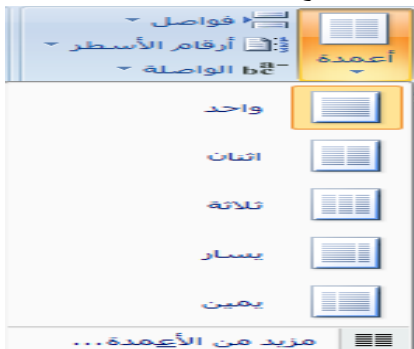 فواصل
أرقام الأسطر
الواصلة
أعمدة
واحد
اثنان
ثلاثة
يسار
يمين
مزيد من الأعمدة...